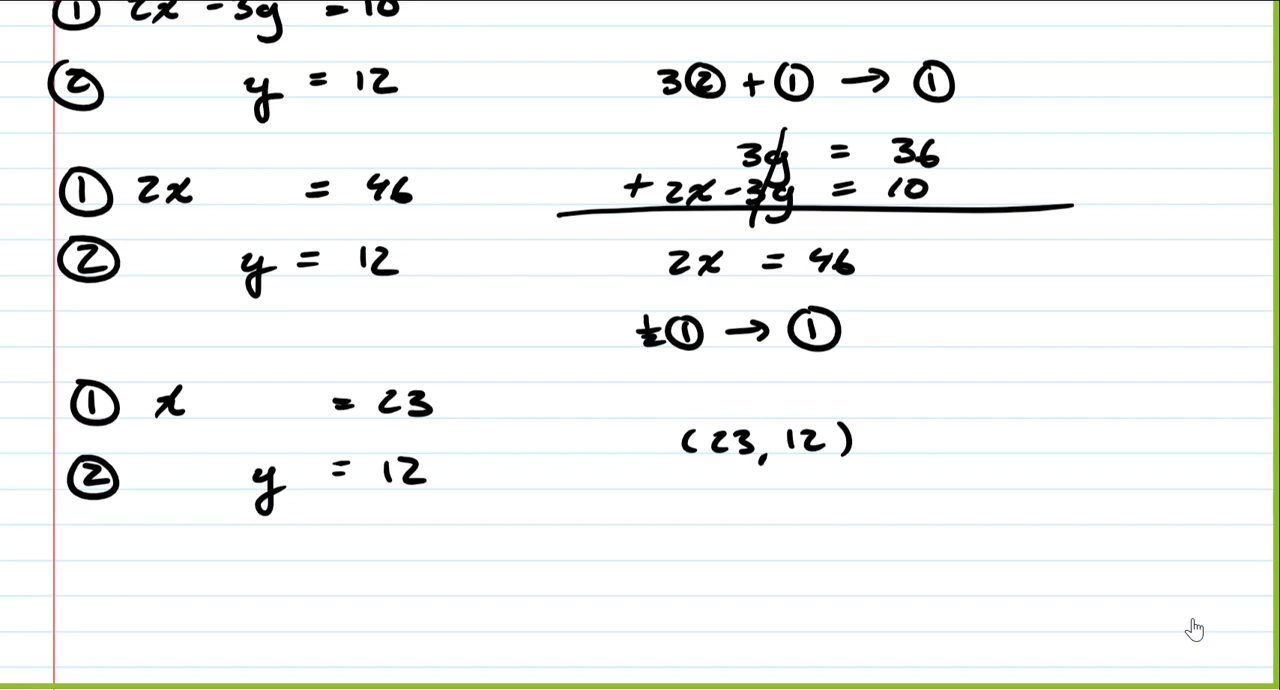 ① 2x - 3y = 10
② y = 12
3② + ① → ①
3y = 36
① 2x = 46
+ 2x - 3y = 10
② y = 12
2x = 46
½① → ①
① x = 23
(23, 12)
② y = 12